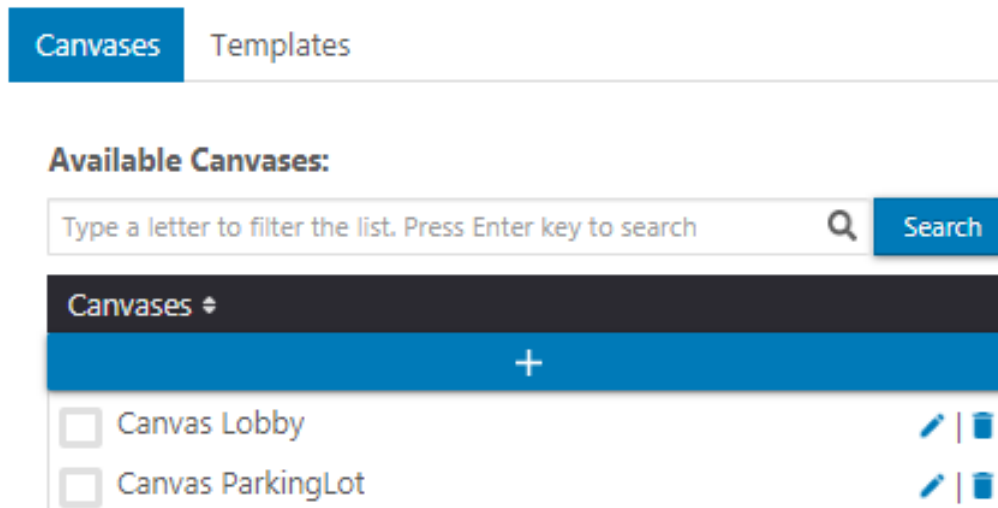 Canvases Templates
Available Canvases:
Type a letter to filter the list. Press Enter key to search Search
Canvases
+
Canvas Lobby |
Canvas ParkingLot |